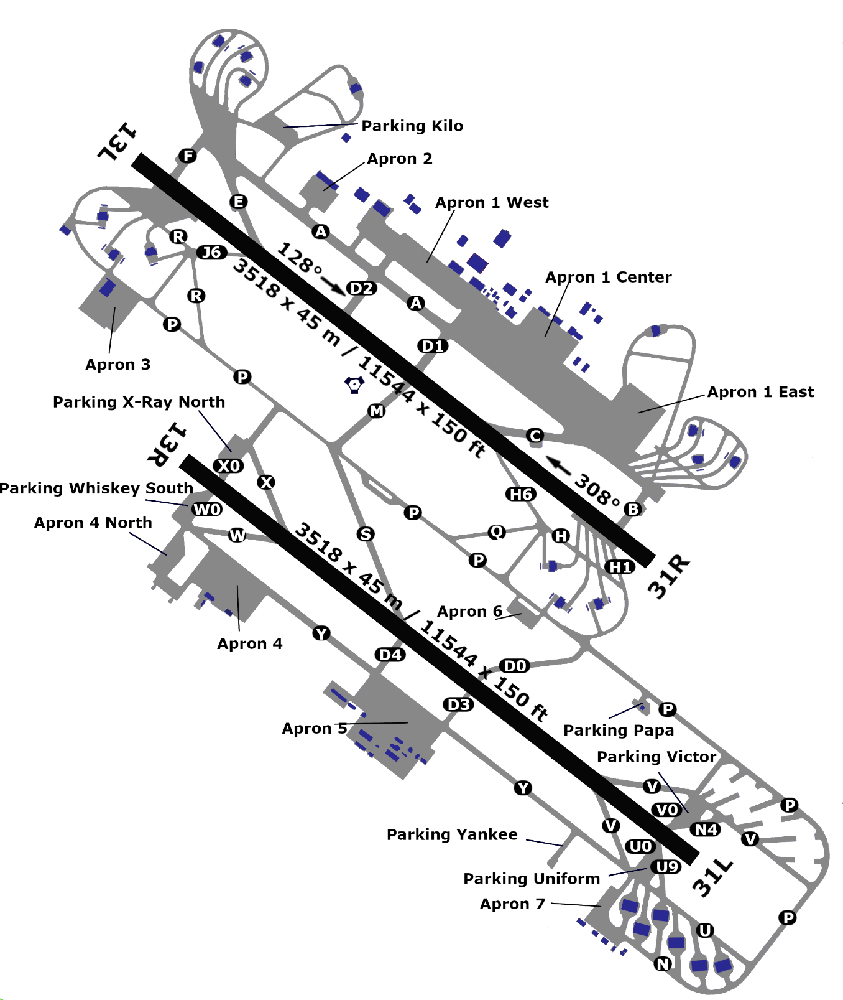 Parking Kilo
13L
F
Apron 2
E
Apron 1 West
A
R
J6
128°
3518 x 45 m / 11544 x 150 ft
Apron 1 Center
D2
R
A
P
D1
Apron 3
P
Apron 1 East
Parking X-Ray North
M
C
13R
X0
X
308°
Parking Whiskey South
H6
W0
B
P
Apron 4 North
W
S
Q
H
3518 x 45 m / 11544 x 150 ft
P
H1
31R
Apron 6
Y
Apron 4
D4
D0
D3
P
Apron 5
Parking Papa
Parking Victor
Y
V
P
V0
V
N4
Parking Yankee
V
U0
U9
Parking Uniform
31L
Apron 7
P
U
N